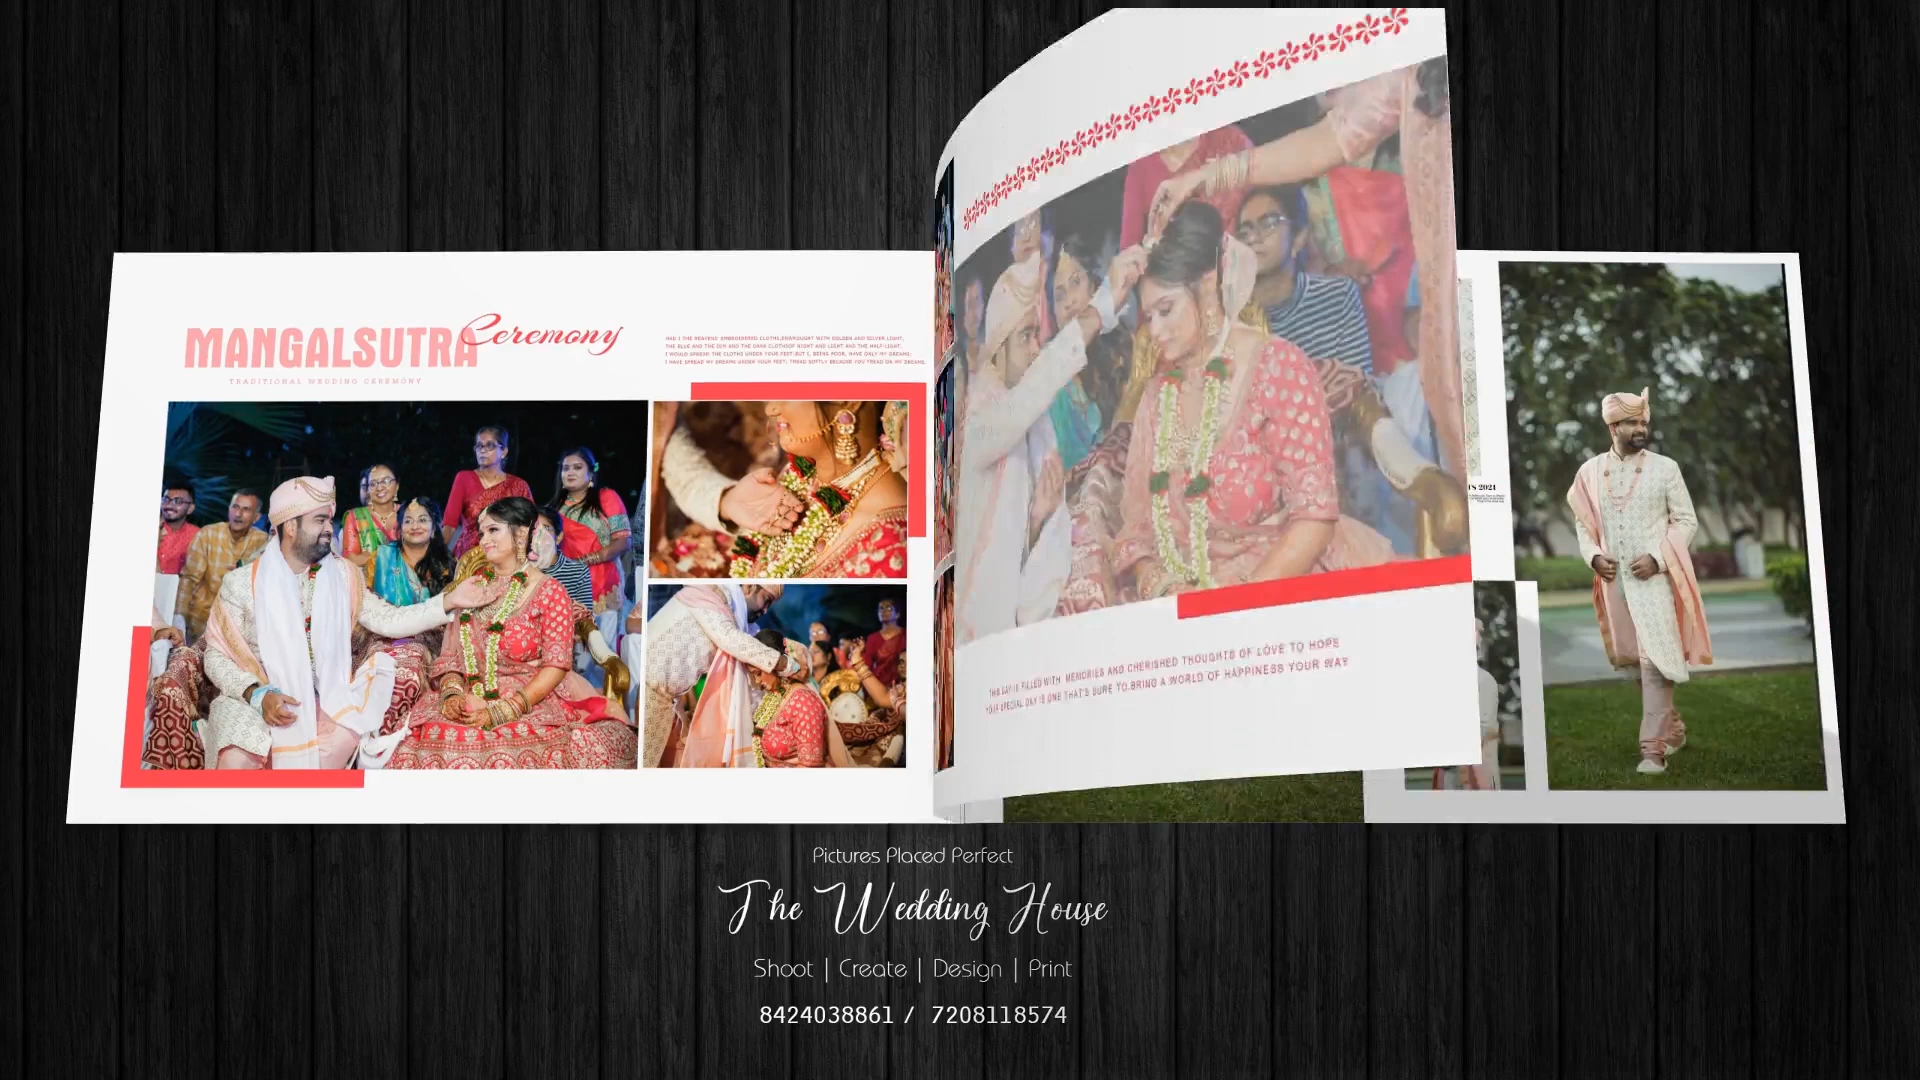 MANGALSUTRA Ceremony
TRADITIONAL WEDDING CEREMONY
HAD I THE HEAVENS' EMBROIDERED CLOTHS,ENWROUGHT WITH GOLDEN AND SILVER LIGHT,
THE BLUE AND THE DIM AND THE DARK CLOTHSOF NIGHT AND LIGHT AND THE HALF-LIGHT,
I WOULD SPREAD THE CLOTHS UNDER YOUR FEET:BUT I, BEING POOR, HAVE ONLY MY DREAMS;
I HAVE SPREAD MY DREAMS UNDER YOUR FEET; TREAD SOFTLY BECAUSE YOU TREAD ON MY DREAMS.
THIS DAY IS FILLED WITH MEMORIES AND CHERISHED THOUGHTS OF LOVE TO HOPE
YOUR SPECIAL DAY IS ONE THAT'S SURE TO.BRING A WORLD OF HAPPINESS YOUR WAY
2021
Pictures Placed Perfect
The Wedding House
Shoot | Create | Design | Print
8424038861 / 7208118574